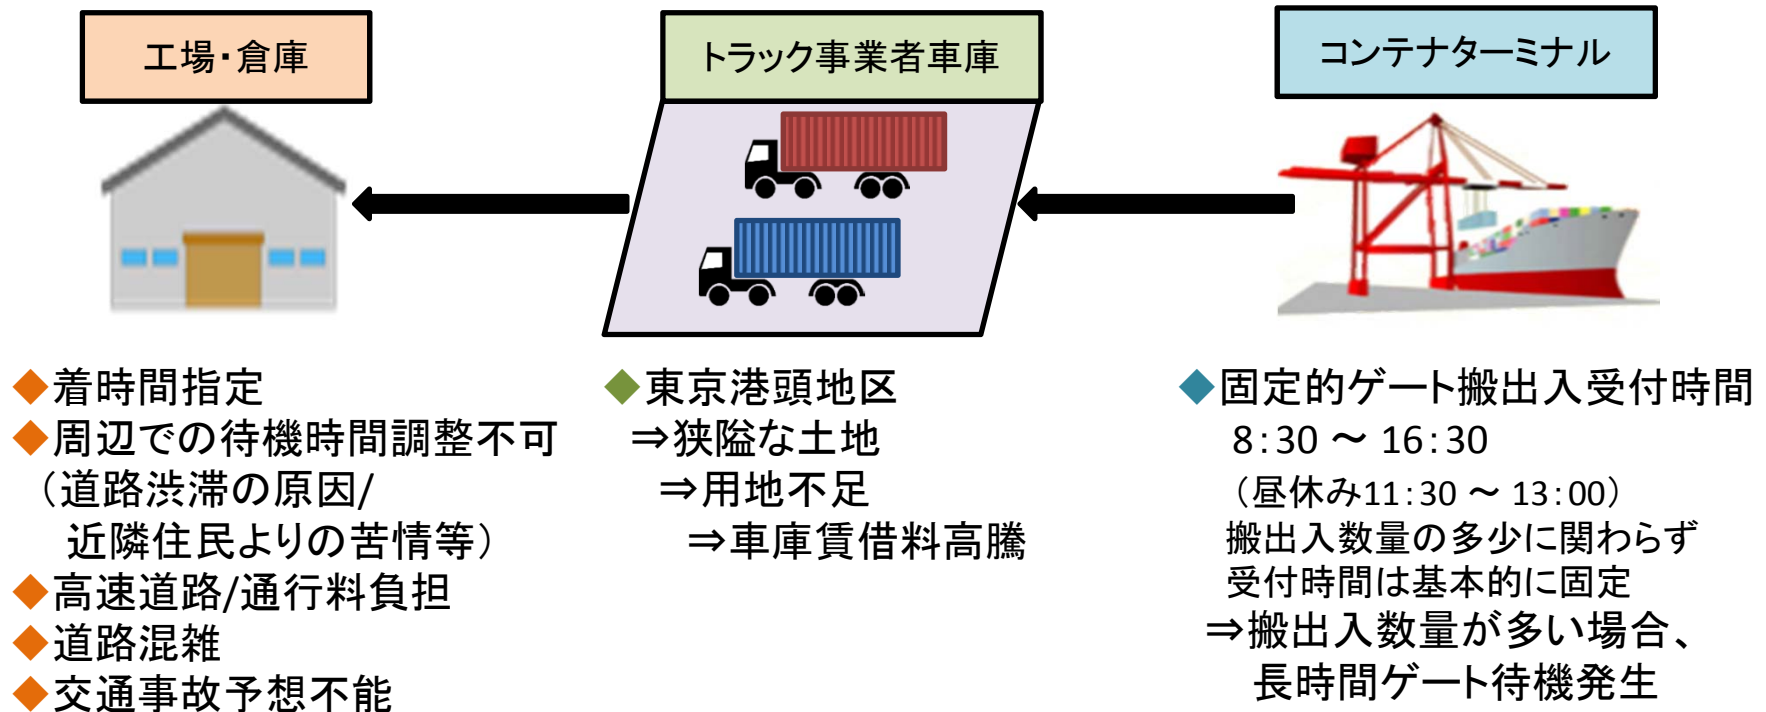 工場・倉庫
トラック事業者車庫
コンテナターミナル
◆着時間指定
◆周辺での待機時間調整不可
（道路渋滞の原因/
近隣住民よりの苦情等）
◆高速道路/通行料負担
◆道路混雑
◆交通事故予想不能
◆東京港頭地区
⇒狭隘な土地
⇒用地不足
⇒車庫賃借料高騰
◆固定的ゲート搬出入受付時間
8：30 ～ 16：30
（昼休み11：30 ～ 13：00）
搬出入数量の多少に関わらず
受付時間は基本的に固定
⇒搬出入数量が多い場合、
長時間ゲート待機発生